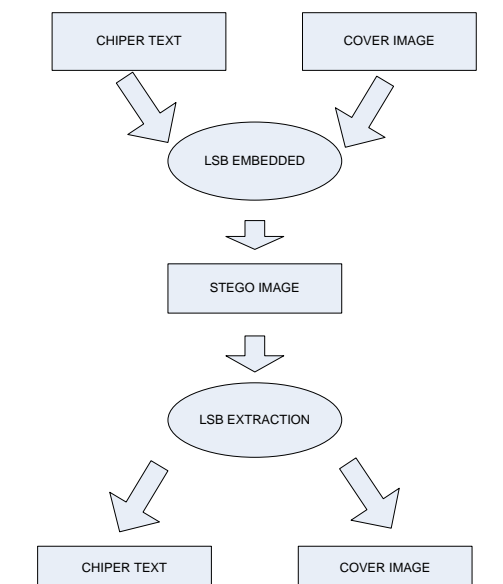 CHIPER TEXT
COVER IMAGE
LSB EMBEDDED
STEGO IMAGE
LSB EXTRACTION
CHIPER TEXT
COVER IMAGE